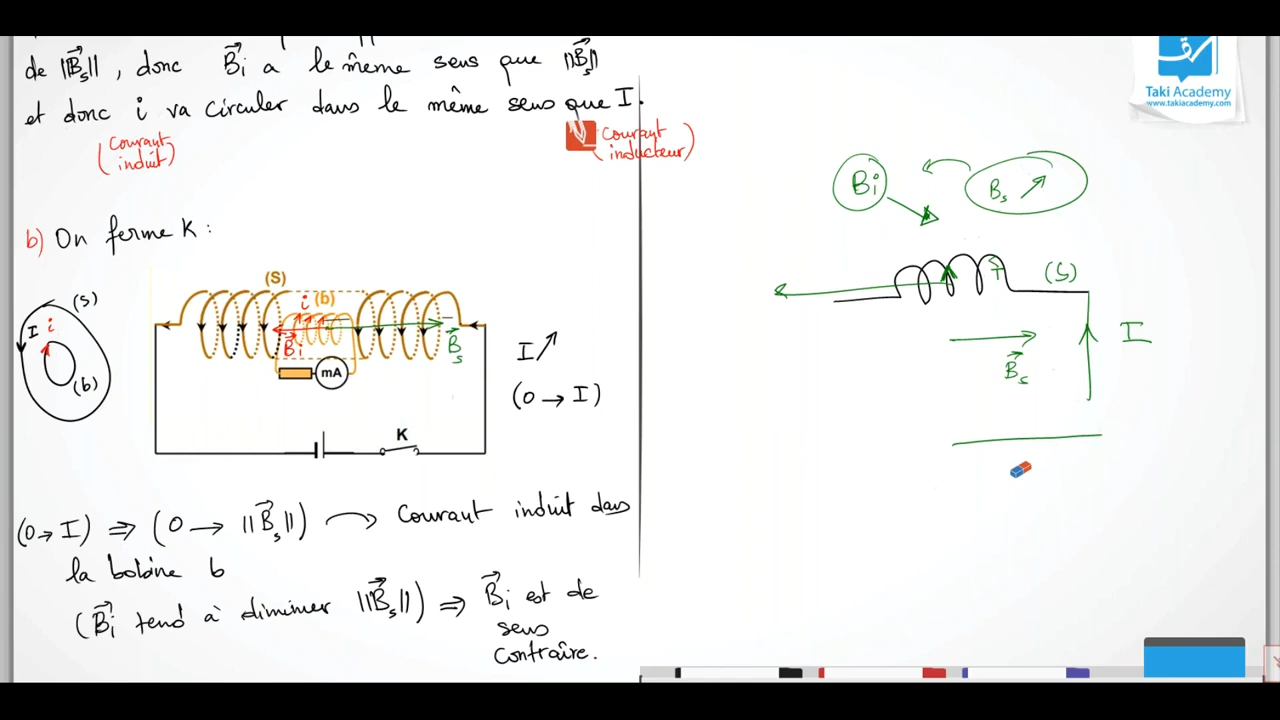 de ||B⃗s||, donc B⃗i a le même sens que ||B⃗s||
et donc i va circuler dans le même sens que I.
(courant induit)
(courant inducteur)
b) On ferme K :
(S)
I
i
(b)
(S)
(b)
i
B⃗i
B⃗s
mA
K
I ↗
(0 → I)
(0 → I) ⇒ (0 → ||B⃗s||) Courant induit dans
la bobine b
(B⃗i tend à diminuer ||B⃗s||) ⇒ B⃗i est de
sens
contraire.
Taki Academy
www.takiacademy.com
Bi
Bs ↗
(S)
I
B⃗s